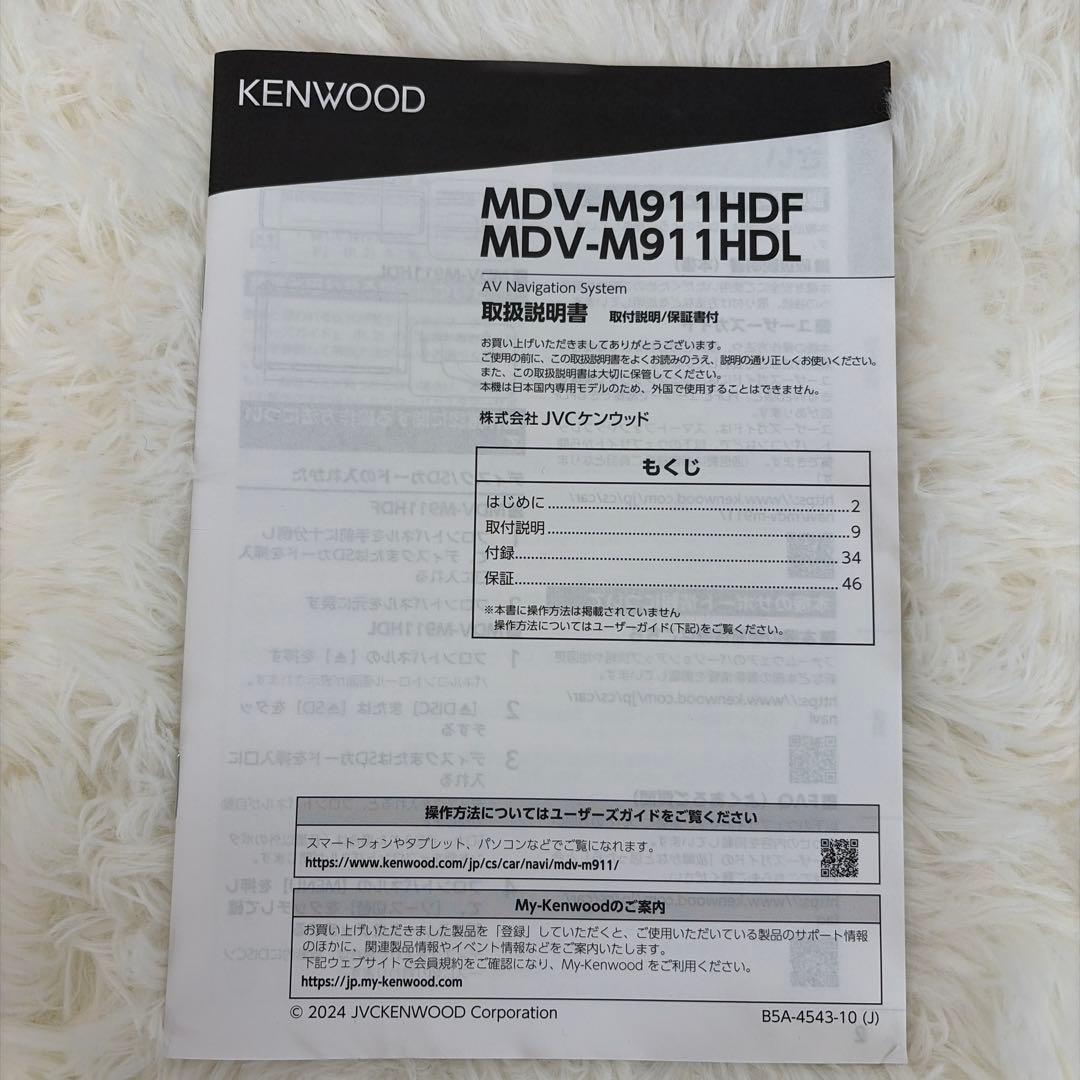 KENWOOD
MDV-M911HDF
MDV-M911HDL
AV Navigation System
取扱説明書 取付説明/保証書付
お買い上げいただきましてありがとうございます。
ご使用の前に、この取扱説明書をよくお読みのうえ、説明の通り正しくお使いください。
また、この取扱説明書は大切に保管してください。
本機は日本国内専用モデルのため、外国で使用することはできません。
株式会社 JVCケンウッド
もくじ
はじめに........................................2
取付説明........................................9
付録........................................34
保証........................................46
※本書に操作方法は掲載されていません
操作方法についてはユーザーガイド(下記)をご覧ください。
操作方法についてはユーザーズガイドをご覧ください
スマートフォンやタブレット、パソコンなどでご覧になれます。
https://www.kenwood.com/jp/cs/car/navi/mdv-m911/
My-Kenwoodのご案内
お買い上げいただきました製品を「登録」していただくと、ご使用いただいている製品のサポート情報
のほかに、関連製品情報やイベント情報などをご案内いたします。
下記ウェブサイトで会員規約をご確認になり、My-Kenwood をご利用ください。
https://jp.my-kenwood.com
© 2024 JVCKENWOOD Corporation
B5A-4543-10 (J)